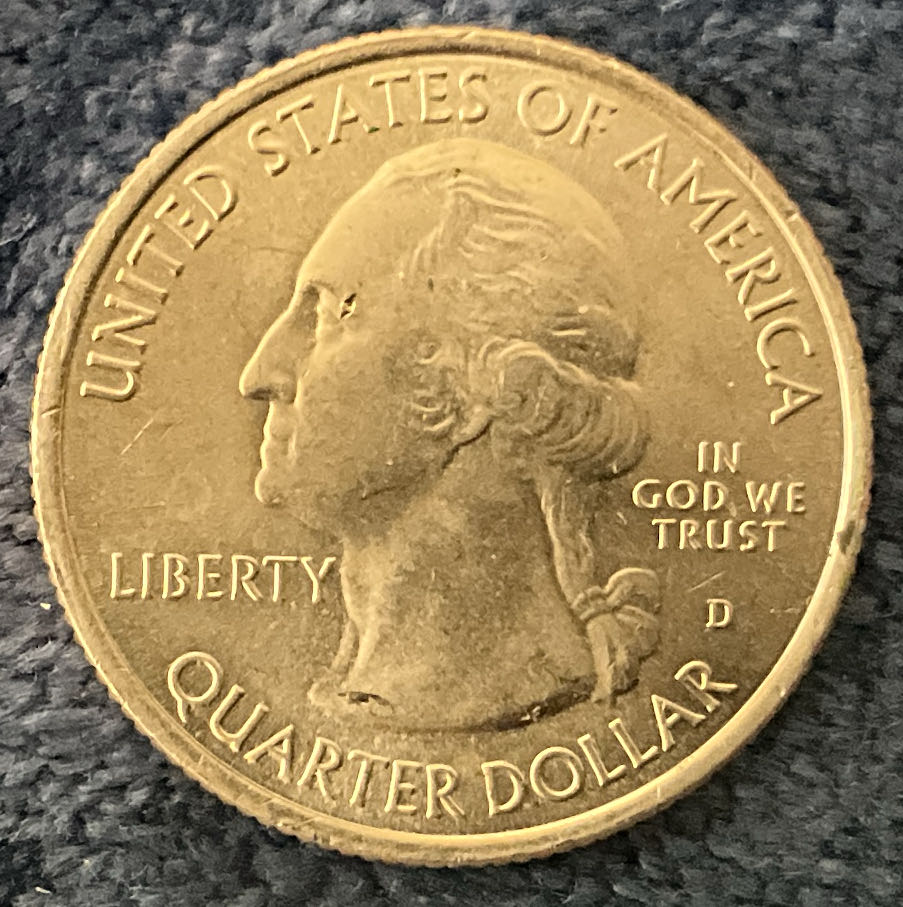 UNITED STATES OF AMERICA
IN
GOD WE
TRUST
LIBERTY
D
QUARTER DOLLAR